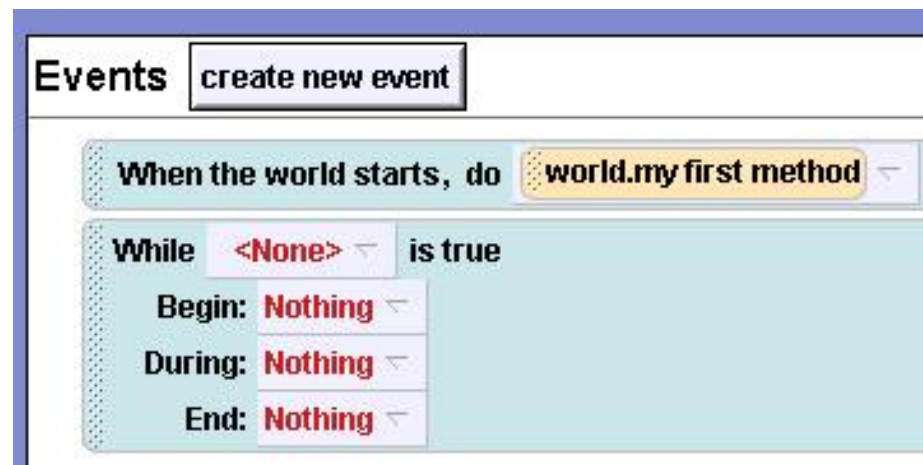 Events create new event
When the world starts, do world.my first method
While <None> is true
Begin: Nothing
During: Nothing
End: Nothing